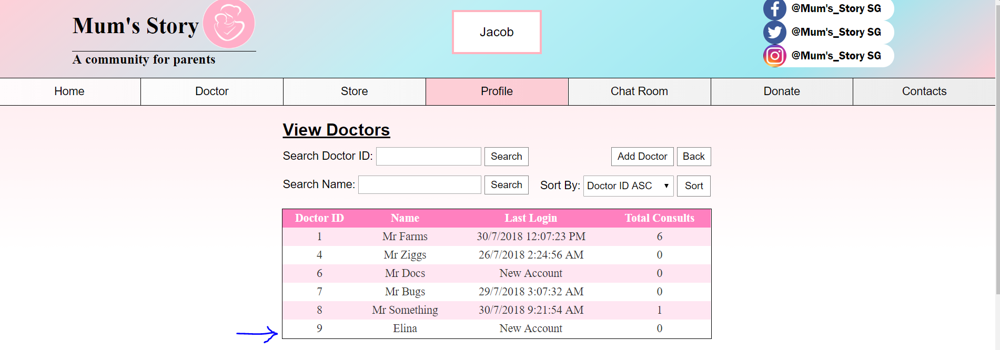 Mum's Story
A community for parents
Jacob
@Mum's_Story SG
@Mum's_Story SG
@Mum's_Story SG
Home Doctor Store Profile Chat Room Donate Contacts
View Doctors
Search Doctor ID: Search Add Doctor Back
Search Name: Search Sort By: Doctor ID ASC Sort
Doctor ID Name Last Login Total Consults
1 Mr Farms 30/7/2018 12:07:23 PM 6
4 Mr Ziggs 26/7/2018 2:24:56 AM 0
6 Mr Docs New Account 0
7 Mr Bugs 29/7/2018 3:07:32 AM 0
8 Mr Something 30/7/2018 9:21:54 AM 1
9 Elina New Account 0